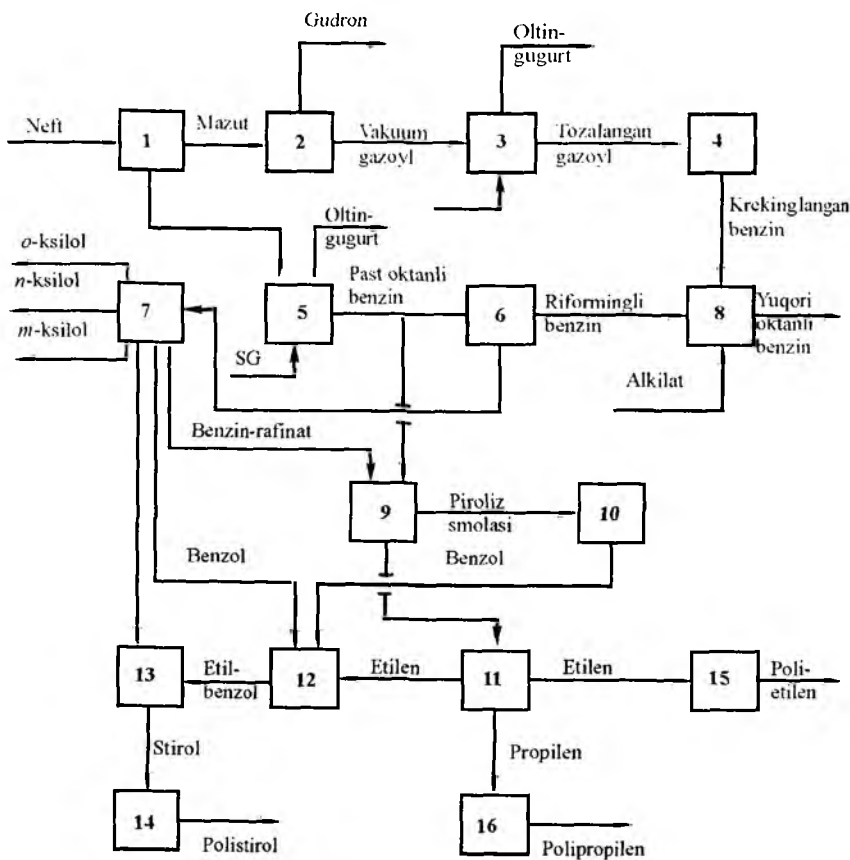 Gudron
Oltin-
gugurt
Neft
1
Mazut
2
Vakuum
gazoyl
3
Tozalangan
gazoyl
4
Krekinglangan
benzin
Oltin-
gugurt
o-ksilol
n-ksilol
m-ksilol
7
5
Past oktanli
benzin
6
Riformingli
benzin
8
Yuqori
oktanli
benzin
SG
Alkilat
Benzin-rafinat
9
Piroliz
smolasi
10
Benzol
Benzol
13
Etil-
benzol
12
Etilen
11
Etilen
15
Poli-
etilen
Stirol
Propilen
14
Polistirol
16
Polipropilen